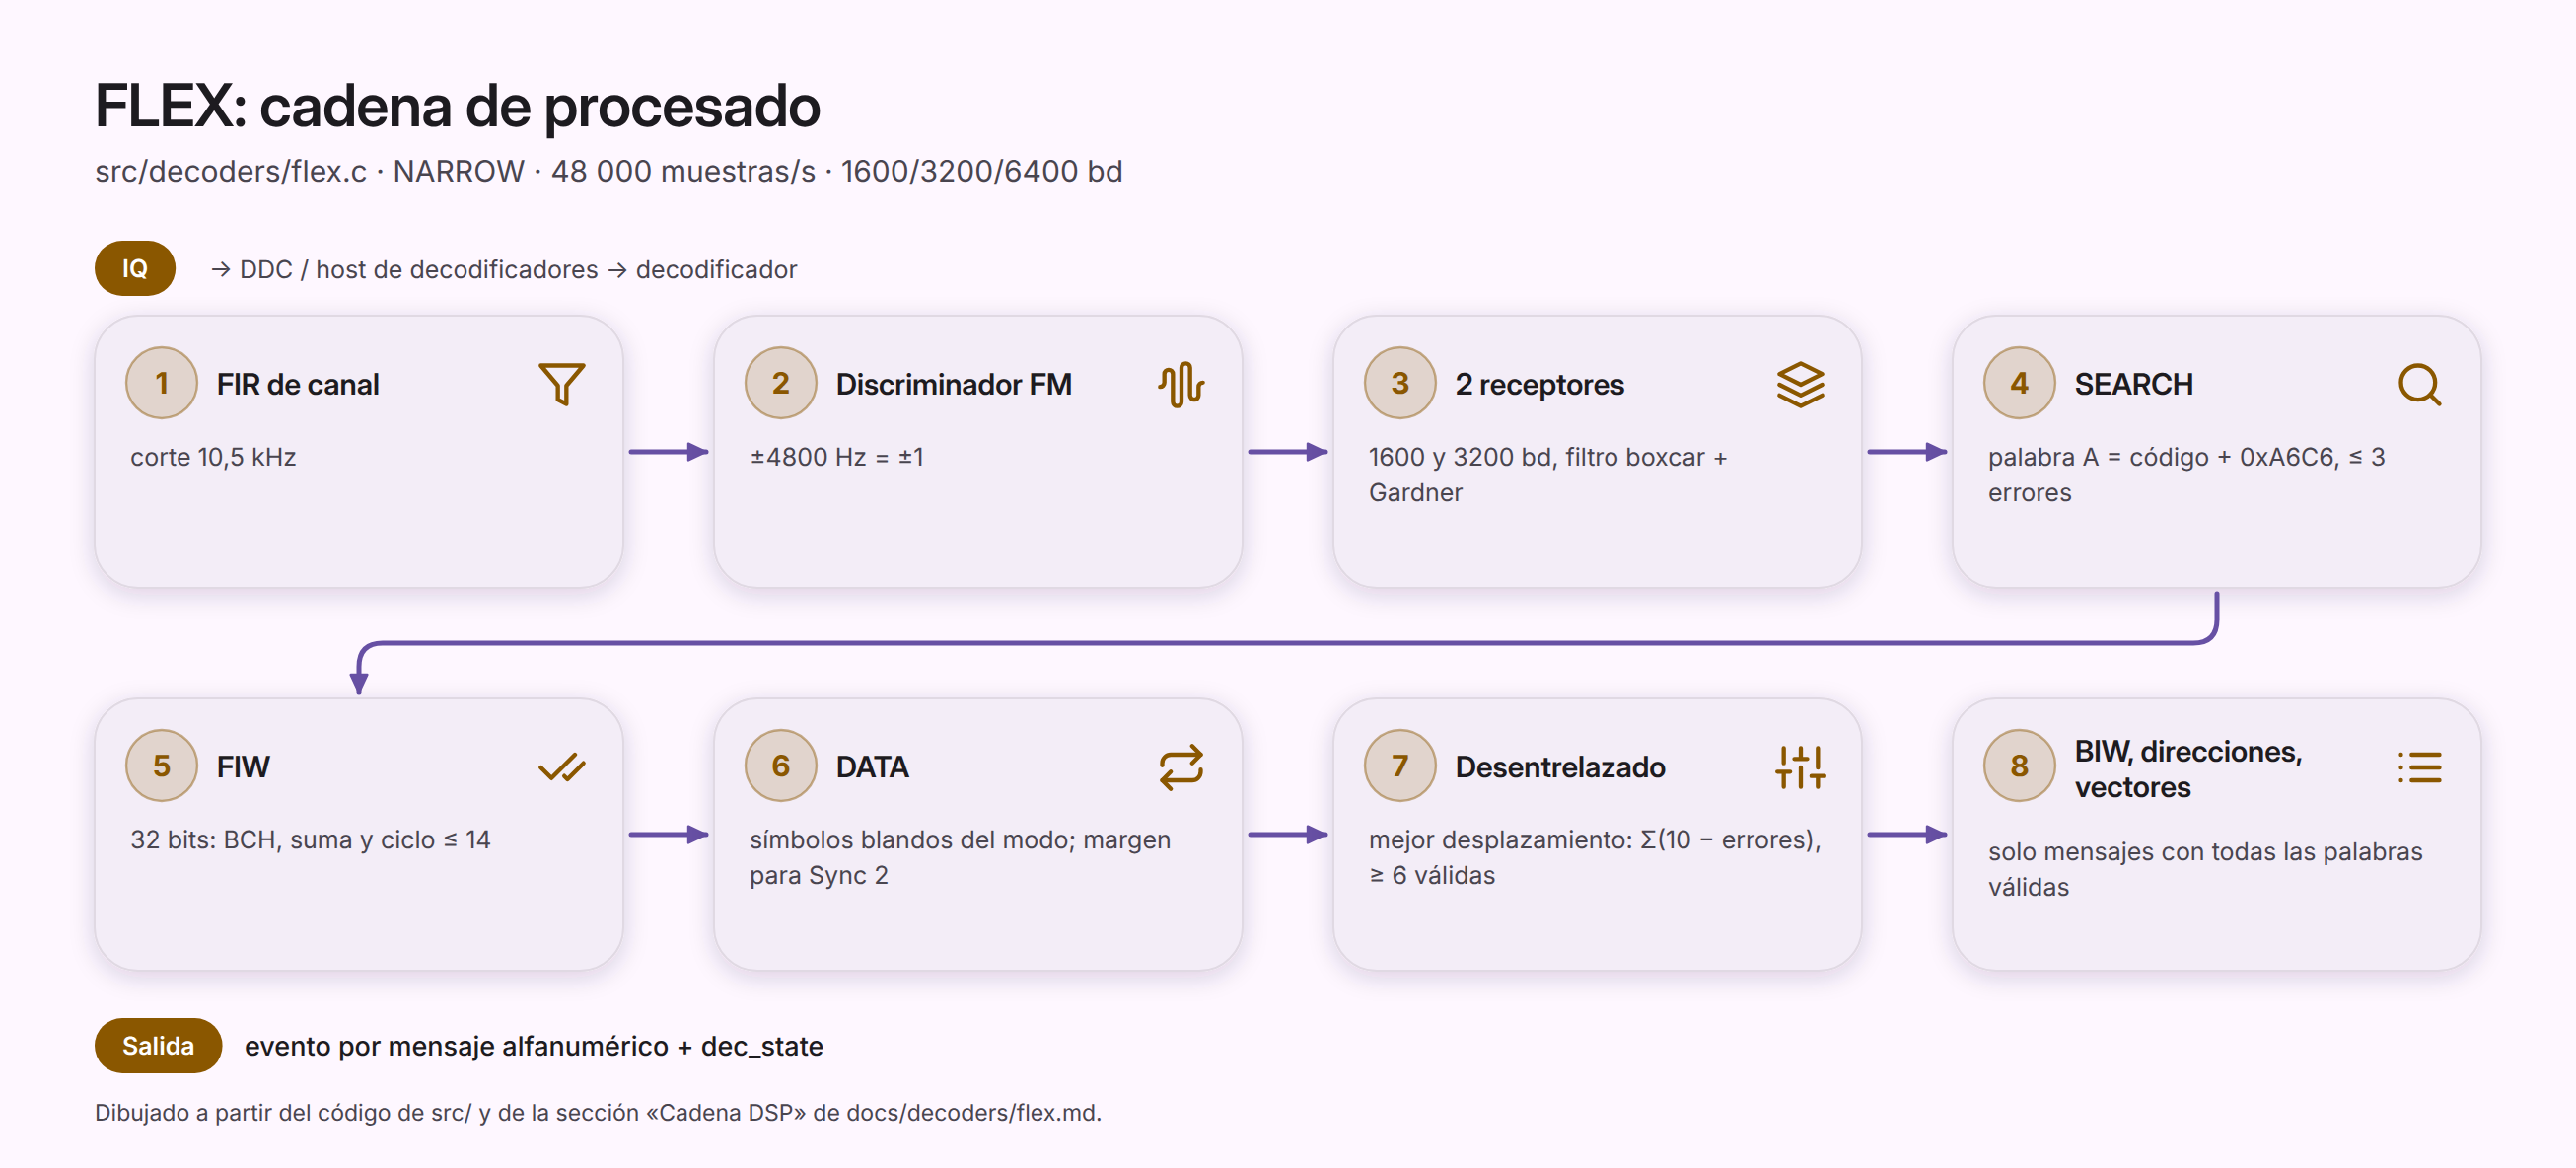 FLEX: cadena de procesado
src/decoders/flex.c · NARROW · 48 000 muestras/s · 1600/3200/6400 bd
IQ → DDC / host de decodificadores → decodificador
1 FIR de canal
corte 10,5 kHz
2 Discriminador FM
±4800 Hz = ±1
3 2 receptores
1600 y 3200 bd, filtro boxcar +
Gardner
4 SEARCH
palabra A = código + 0xA6C6, ≤ 3
errores
5 FIW
32 bits: BCH, suma y ciclo ≤ 14
6 DATA
símbolos blandos del modo; margen
para Sync 2
7 Desentrelazado
mejor desplazamiento: Σ(10 − errores),
≥ 6 válidas
8 BIW, direcciones,
vectores
solo mensajes con todas las palabras
válidas
Salida evento por mensaje alfanumérico + dec_state
Dibujado a partir del código de src/ y de la sección «Cadena DSP» de docs/decoders/flex.md.